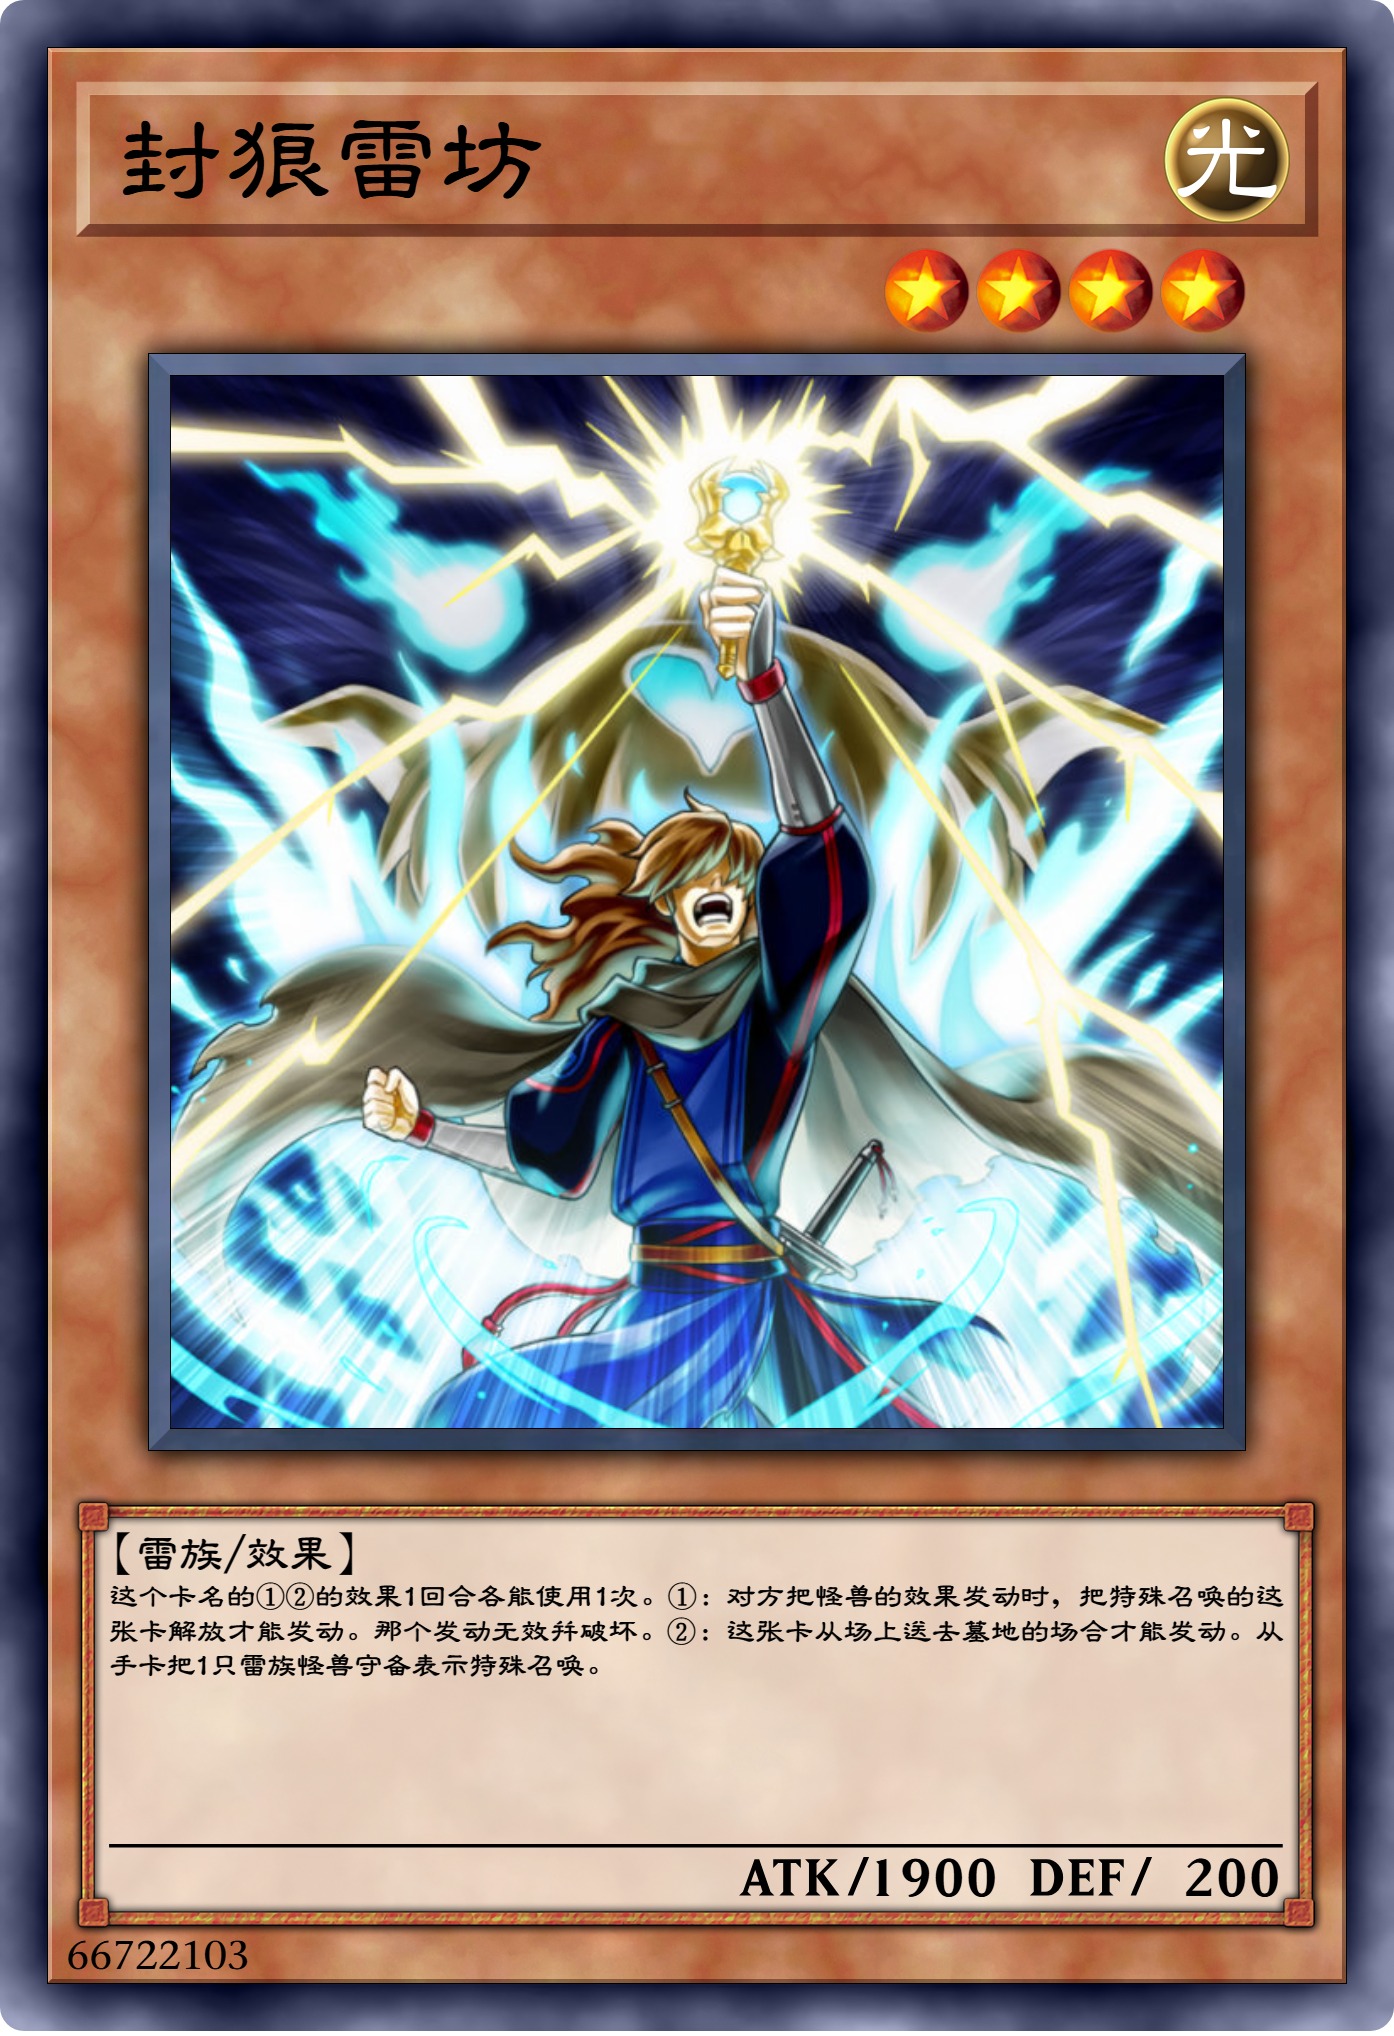 封狼雷坊
光
【雷族/效果】
这个卡名的①②的效果1回合各能使用1次。①：对方把怪兽的效果发动时，把特殊召唤的这
张卡解放才能发动。那个发动无效并破坏。②：这张卡从场上送去墓地的场合才能发动。从
手卡把1只雷族怪兽守备表示特殊召唤。
ATK/1900 DEF/ 200
66722103